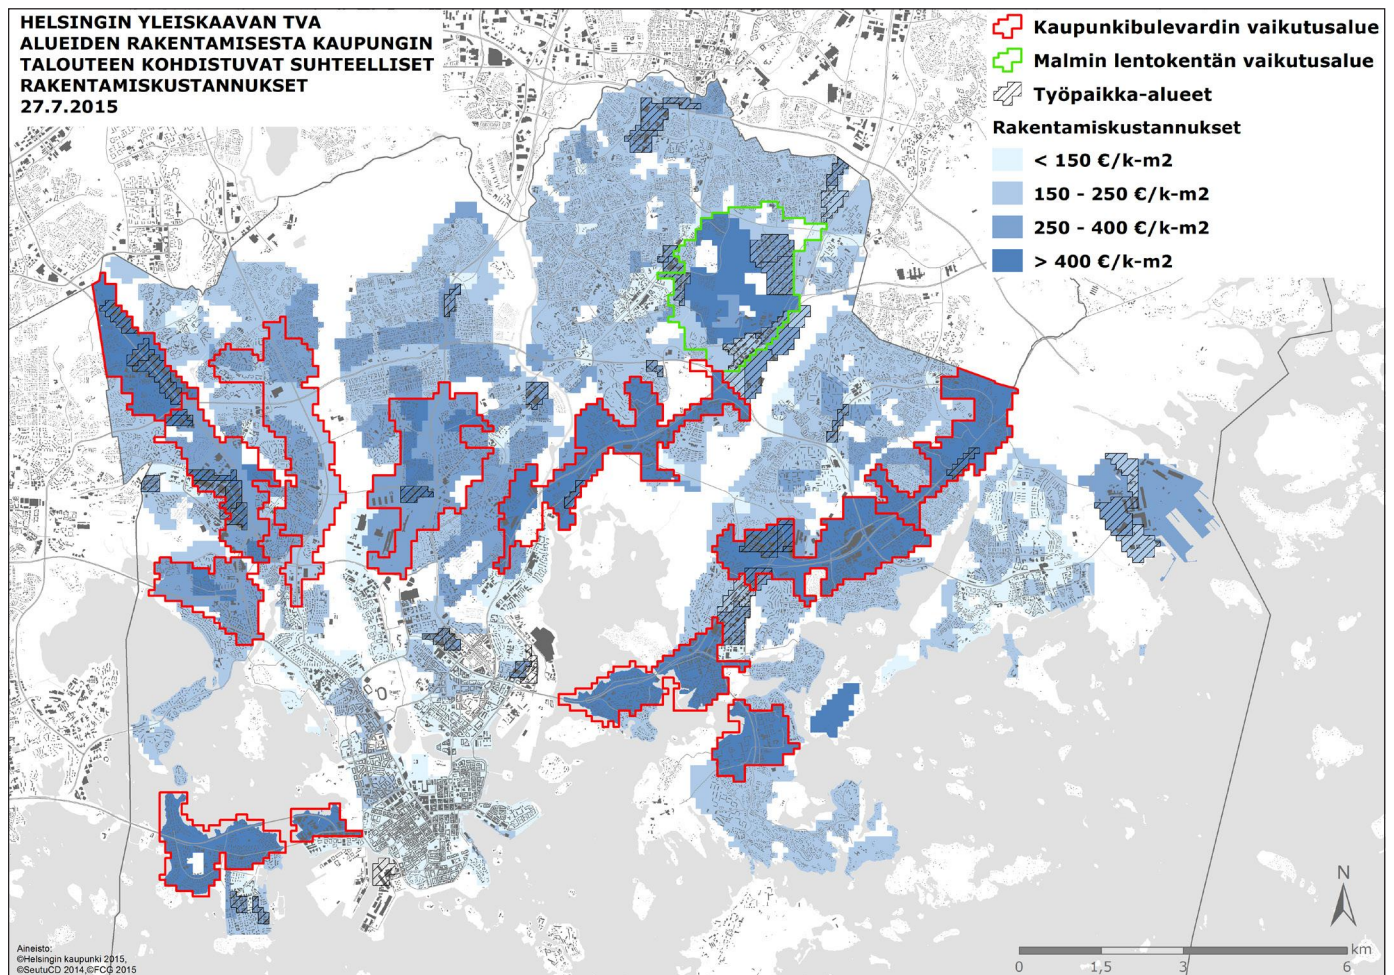 HELSINGIN YLEISKAAVAN TVA
ALUEIDEN RAKENTAMISESTA KAUPUNGIN
TALOUTEEN KOHDISTUVAT SUHTEELLISET
RAKENTAMISKUSTANNUKSET
27.7.2015
Kaupunkibulevardin vaikutusalue
Malmin lentokentän vaikutusalue
Työpaikka-alueet
Rakentamiskustannukset
< 150 €/k-m2
150 - 250 €/k-m2
250 - 400 €/k-m2
> 400 €/k-m2
N
km
0 1,5 3 6
Aineisto:
©Helsingin kaupunki 2015,
©SeutuCD 2014,©FCG 2015